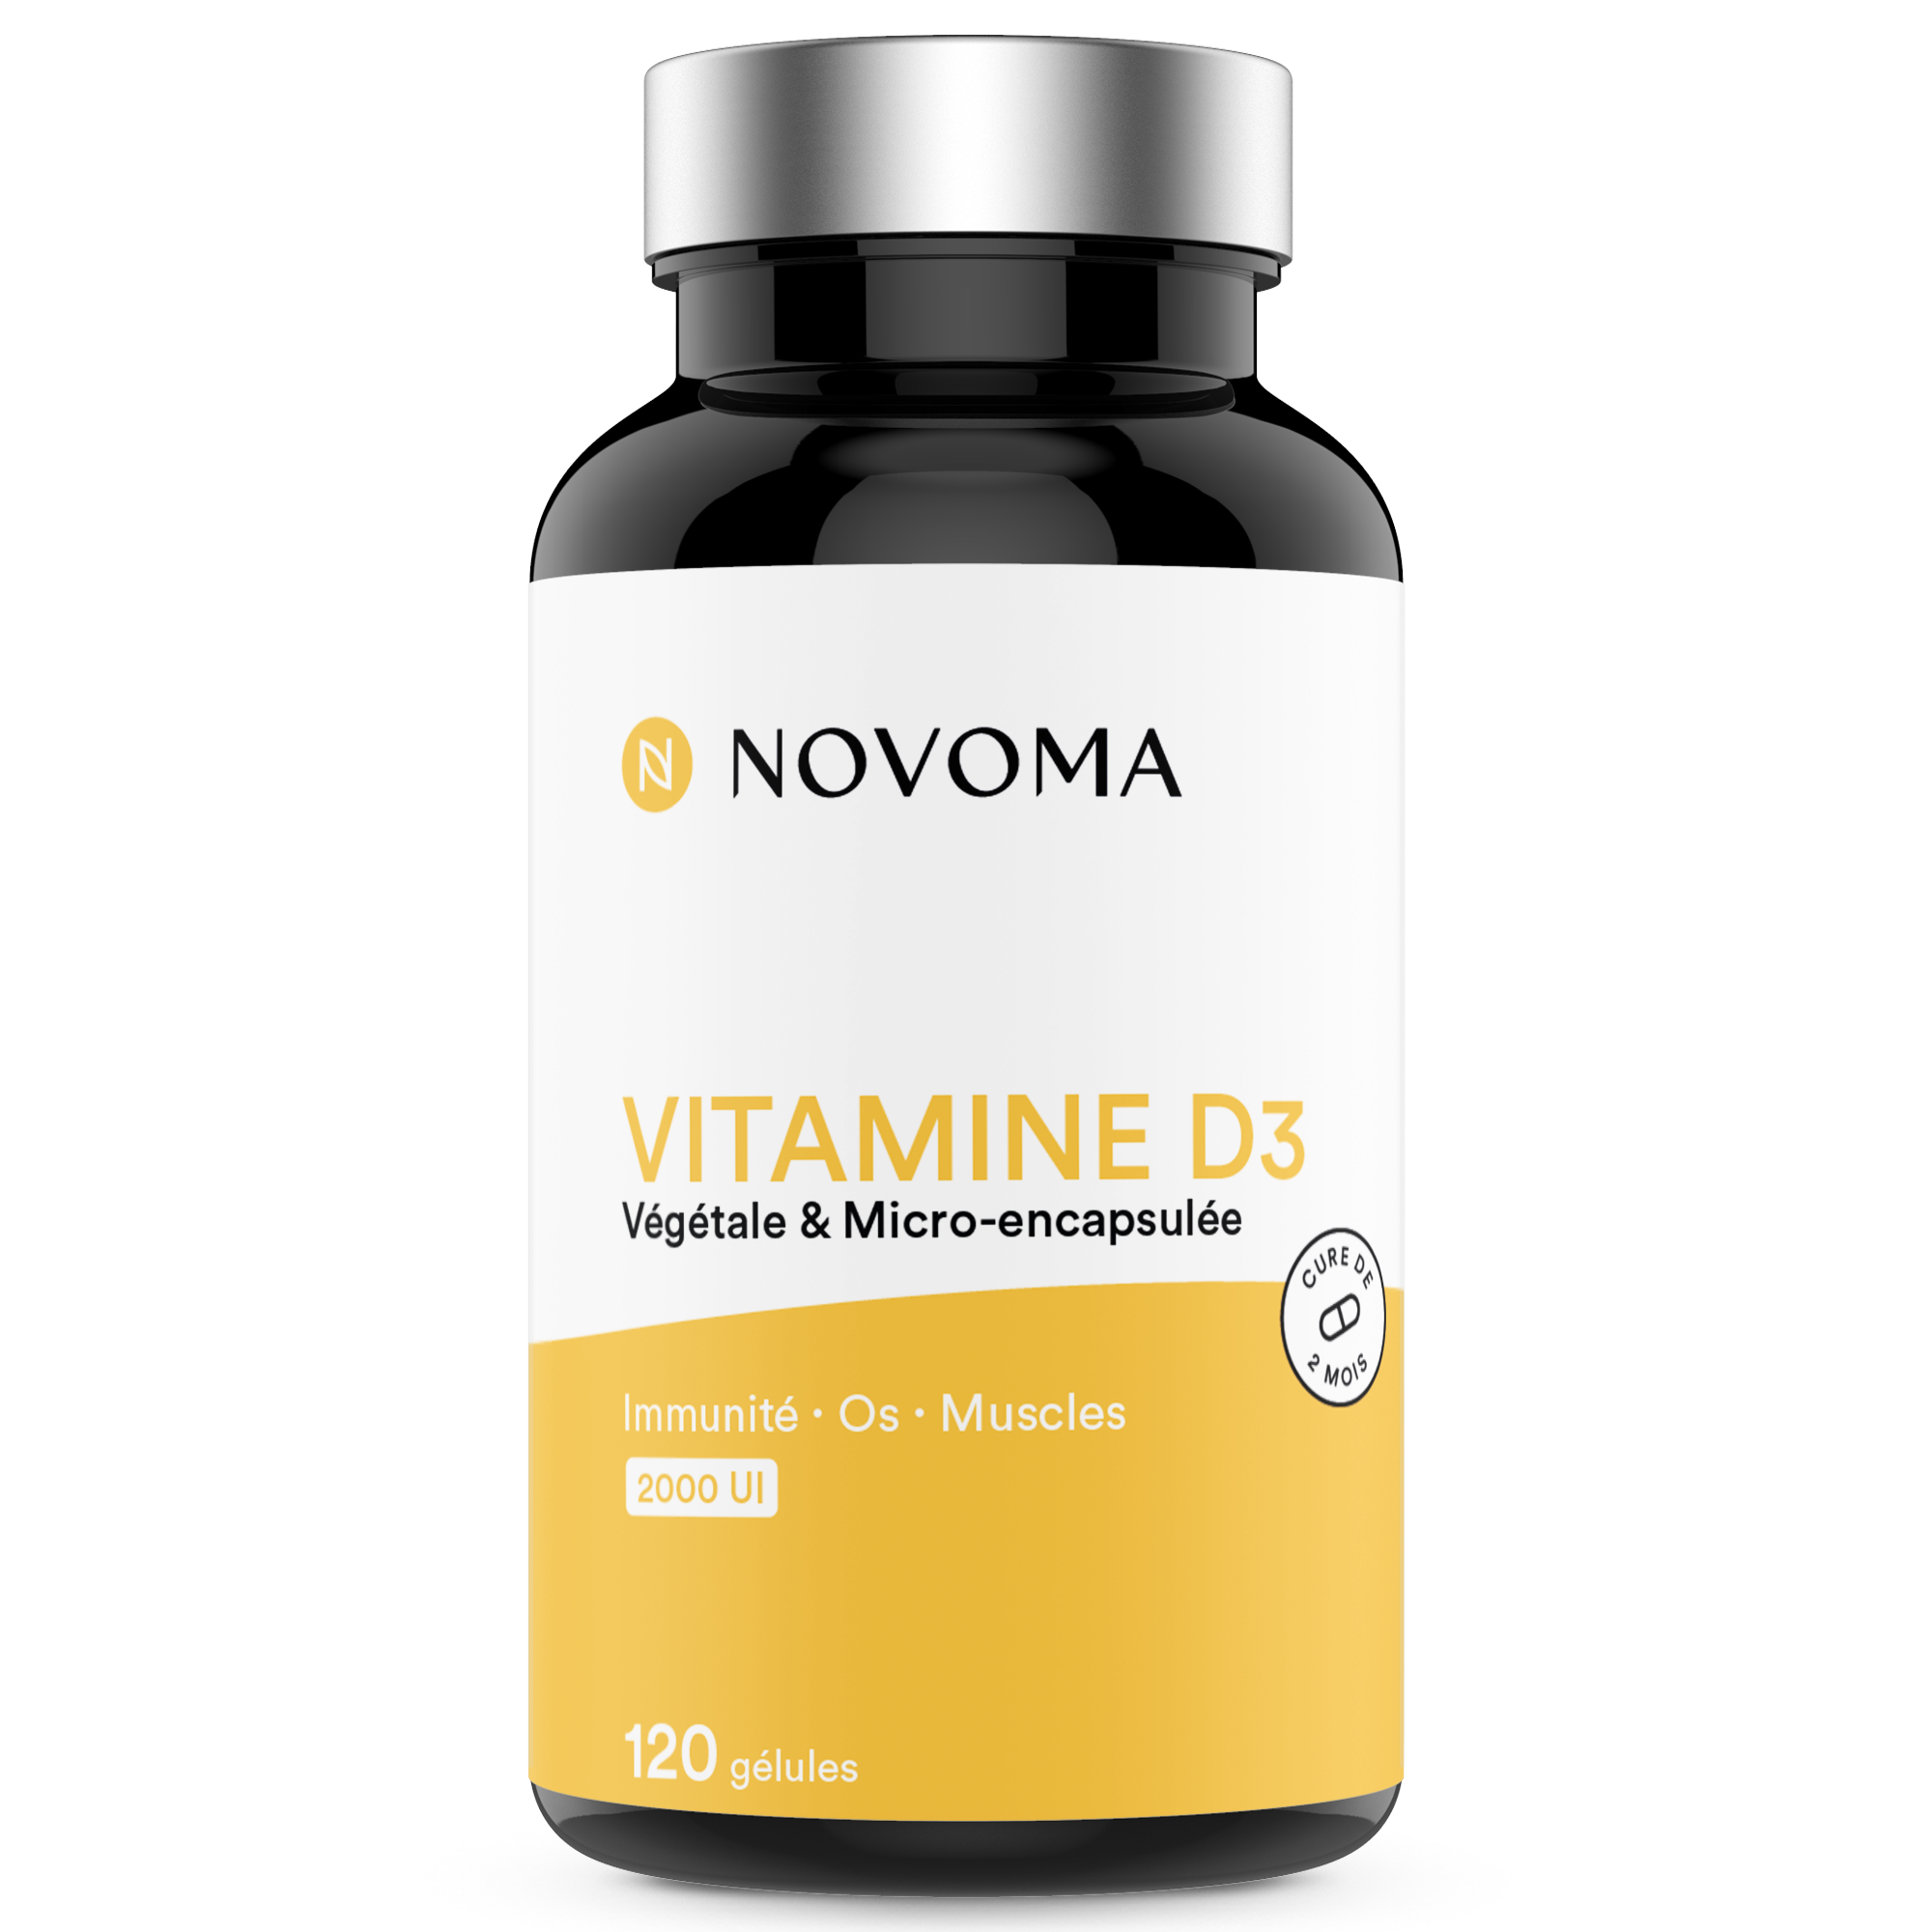 N NOVOMA
VITAMINE D3
Végétale & Micro-encapsulée
CURE DE
2 MOIS
Immunité • Os • Muscles
2000 UI
120 gélules